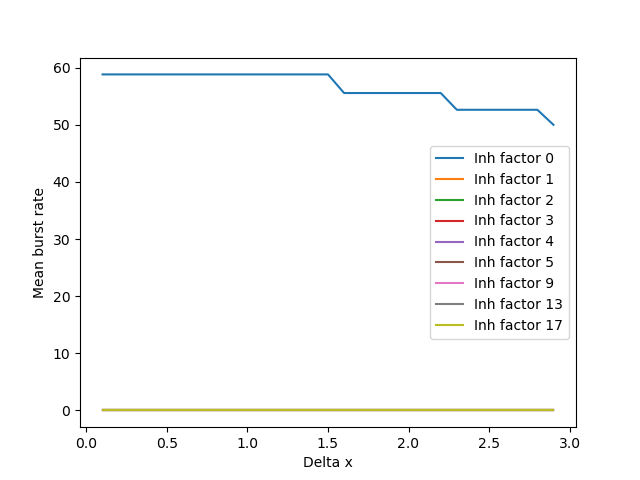 60
50
40
30
20
10
0
Mean burst rate
Inh factor 0
Inh factor 1
Inh factor 2
Inh factor 3
Inh factor 4
Inh factor 5
Inh factor 9
Inh factor 13
Inh factor 17
0.0 0.5 1.0 1.5 2.0 2.5 3.0
Delta x